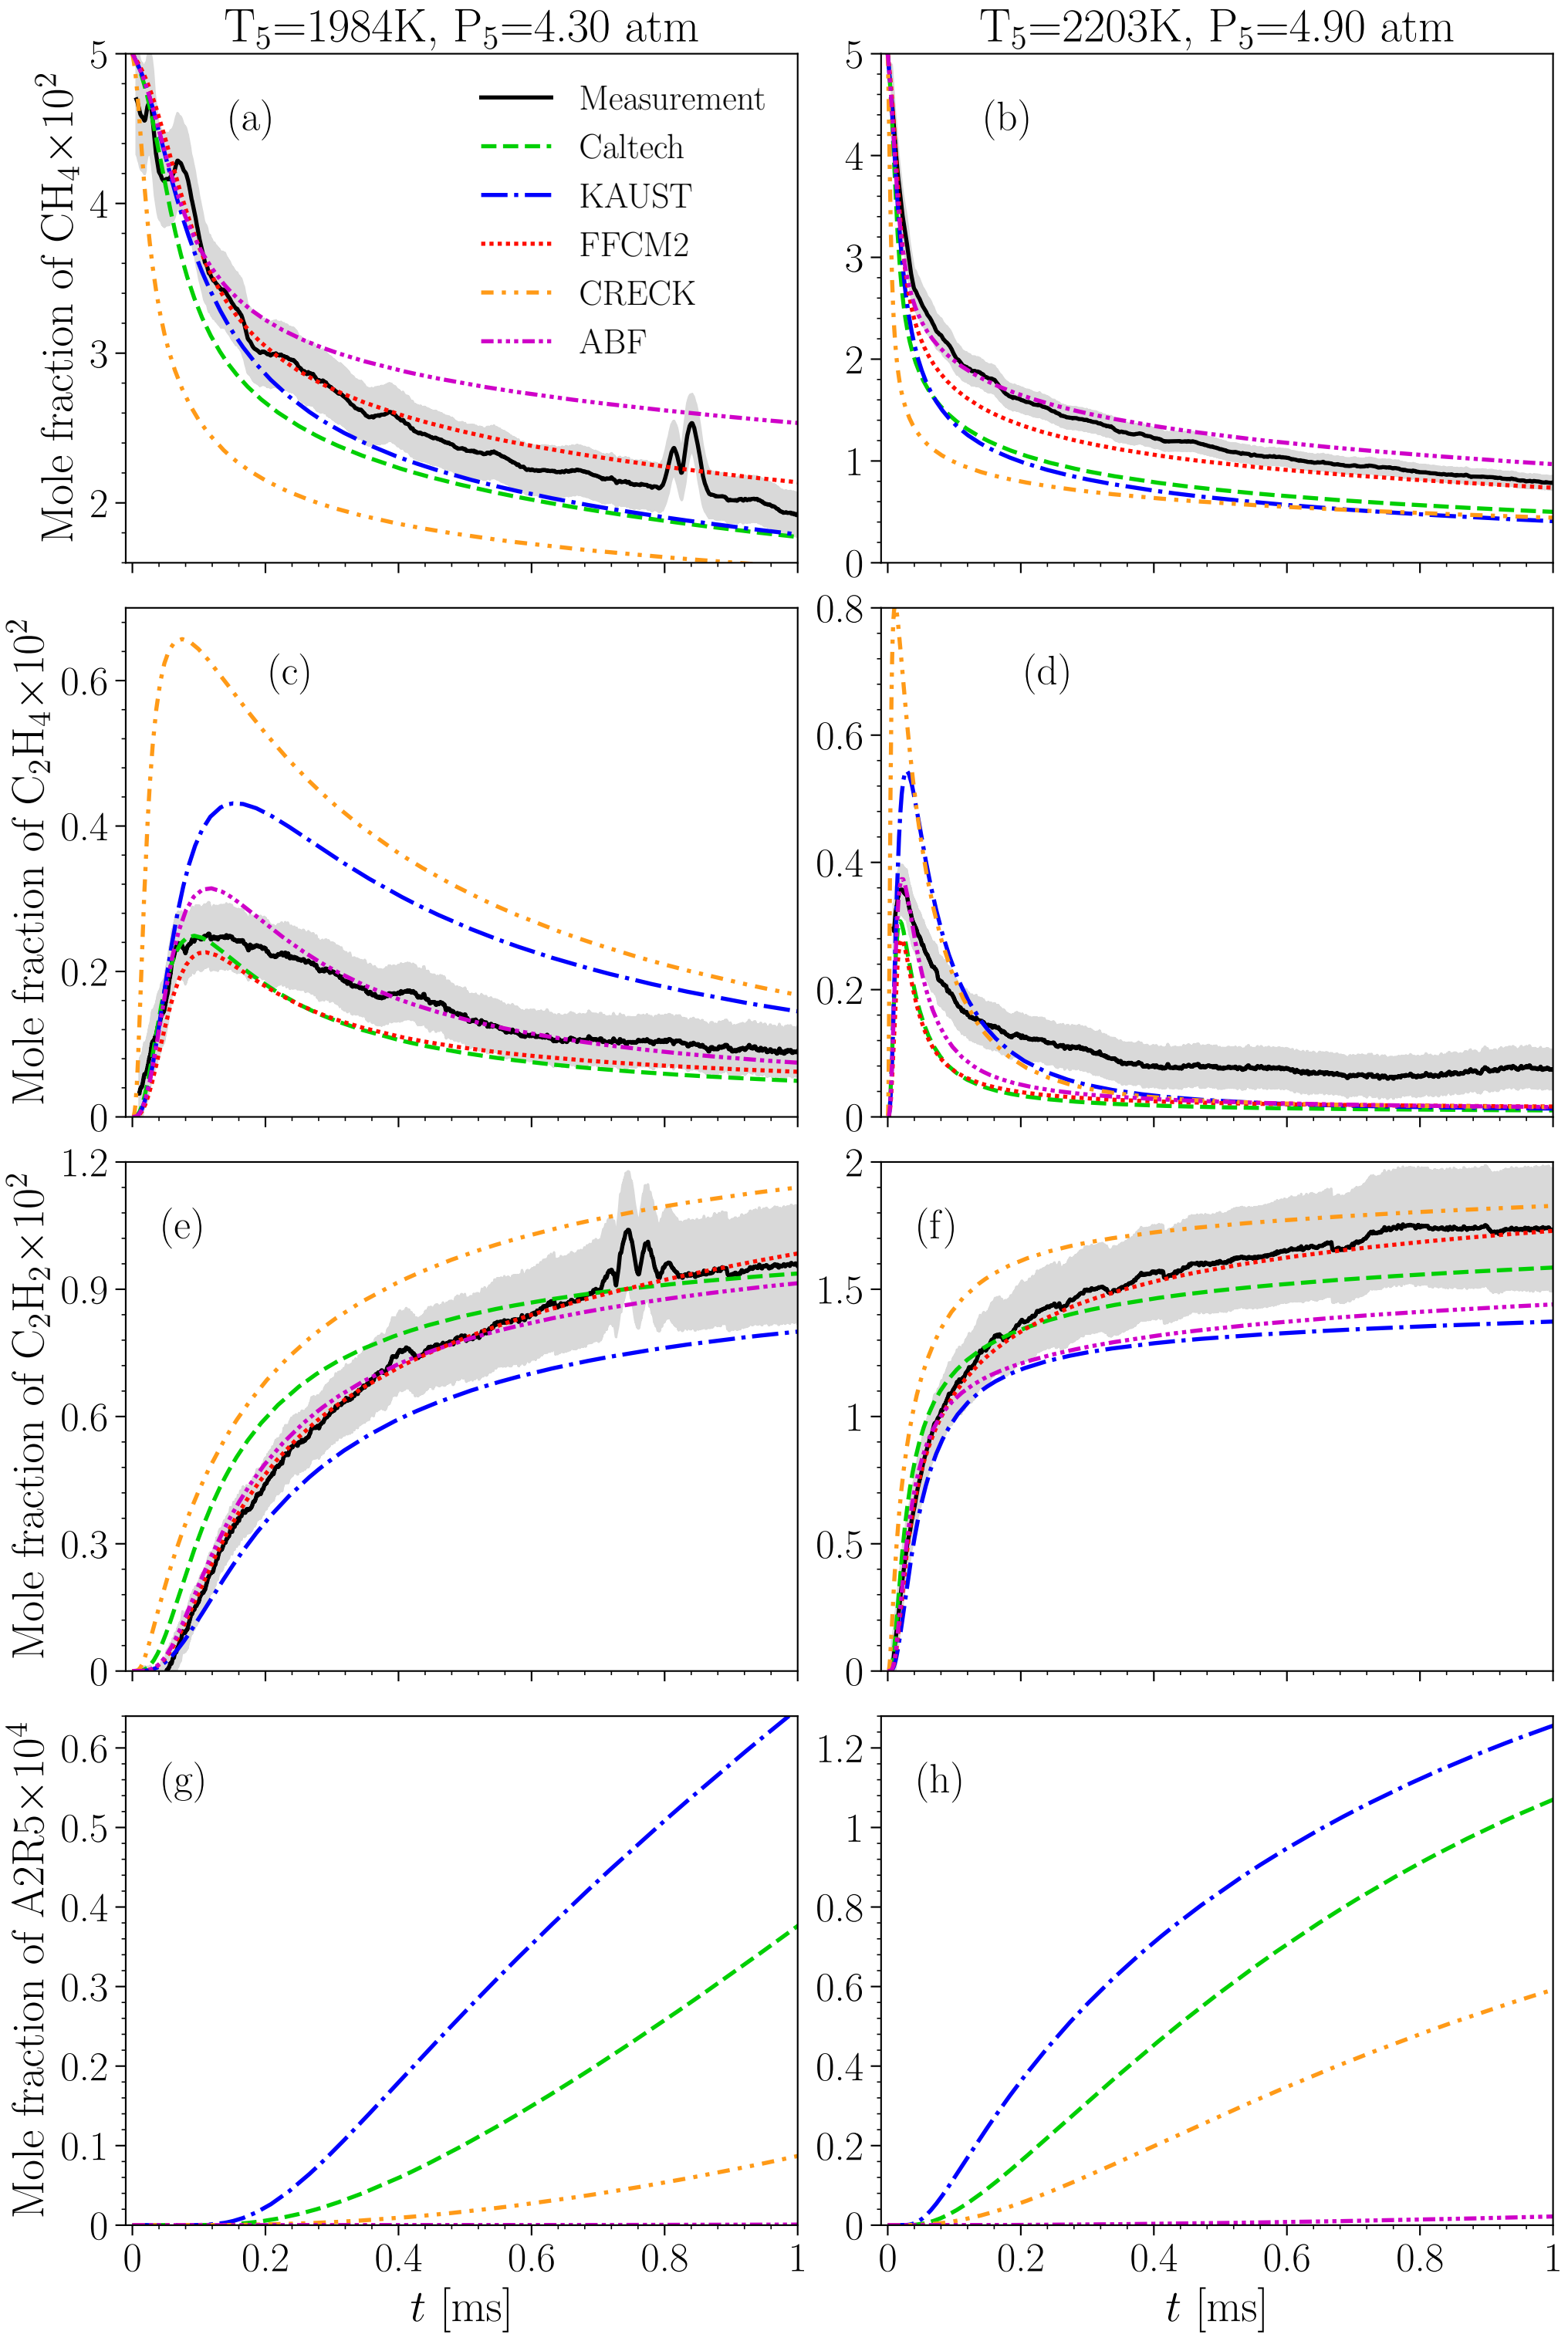 T₅=1984K, P₅=4.30 atm
T₅=2203K, P₅=4.90 atm
Mole fraction of CH₄×10²
5
4
3
2
(a)
Measurement
Caltech
KAUST
FFCM2
CRECK
ABF
5
4
3
2
1
0
(b)
Mole fraction of C₂H₄×10²
0.6
0.4
0.2
0
(c)
0.8
0.6
0.4
0.2
0
(d)
Mole fraction of C₂H₂×10²
1.2
0.9
0.6
0.3
0
(e)
2
1.5
1
0.5
0
(f)
Mole fraction of A2R5×10⁴
0.6
0.5
0.4
0.3
0.2
0.1
0
(g)
0 0.2 0.4 0.6 0.8 1
t [ms]
1.2
1
0.8
0.6
0.4
0.2
0
(h)
0 0.2 0.4 0.6 0.8 1
t [ms]